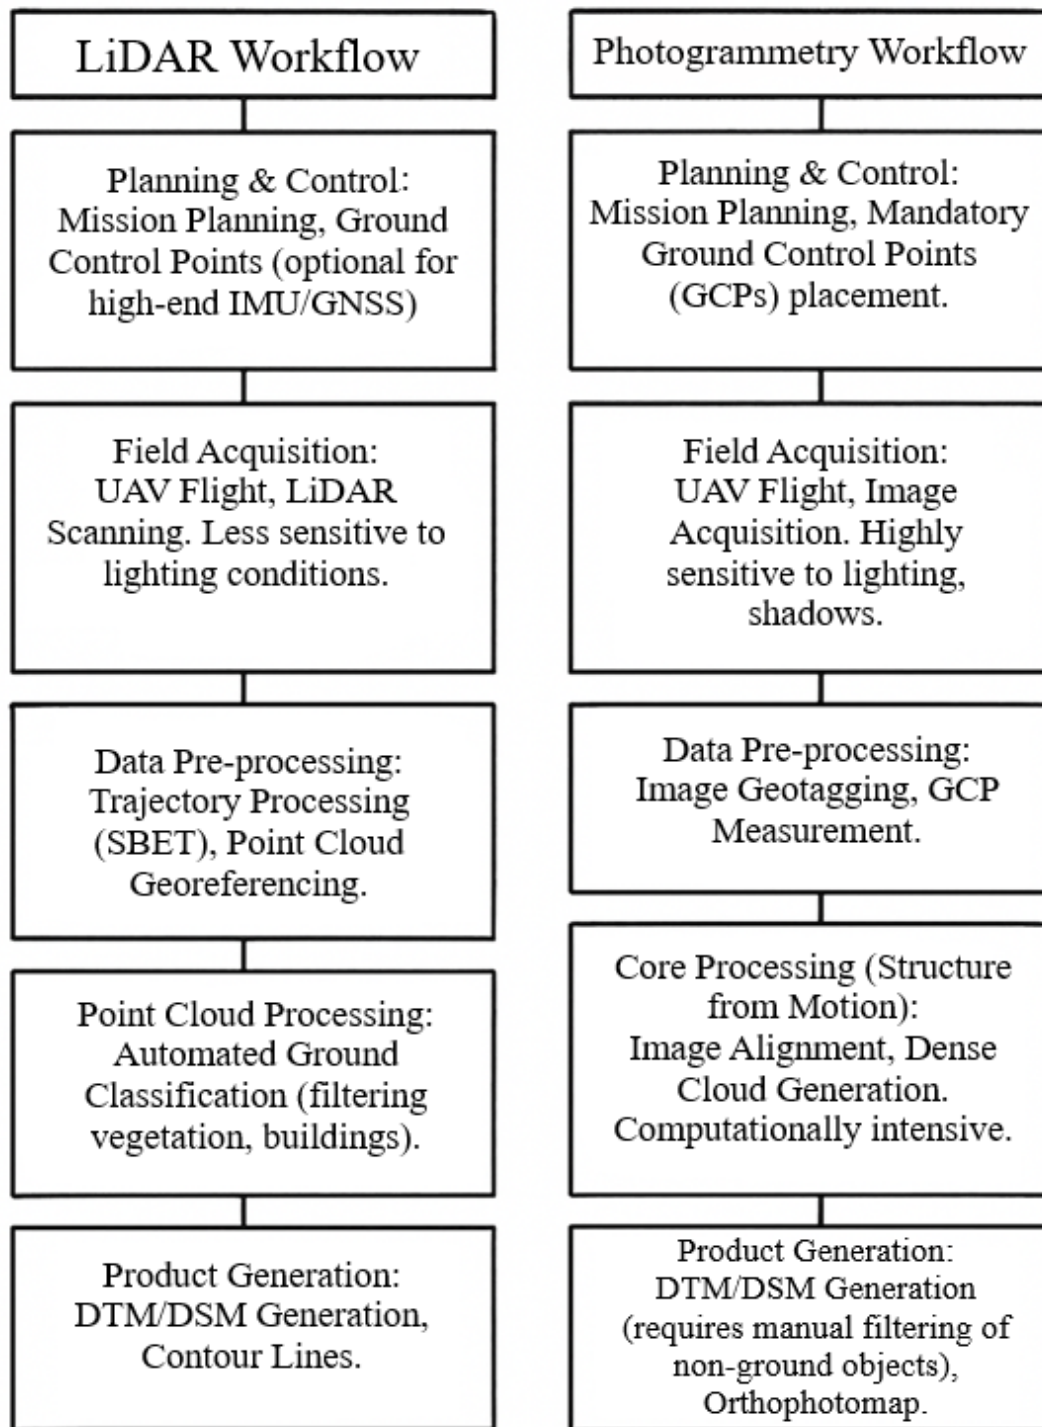 LiDAR Workflow
Planning & Control:
Mission Planning, Ground
Control Points (optional for
high-end IMU/GNSS)
Field Acquisition:
UAV Flight, LiDAR
Scanning. Less sensitive to
lighting conditions.
Data Pre-processing:
Trajectory Processing
(SBET), Point Cloud
Georeferencing.
Point Cloud Processing:
Automated Ground
Classification (filtering
vegetation, buildings).
Product Generation:
DTM/DSM Generation,
Contour Lines.
Photogrammetry Workflow
Planning & Control:
Mission Planning, Mandatory
Ground Control Points
(GCPs) placement.
Field Acquisition:
UAV Flight, Image
Acquisition. Highly
sensitive to lighting,
shadows.
Data Pre-processing:
Image Geotagging, GCP
Measurement.
Core Processing (Structure
from Motion):
Image Alignment, Dense
Cloud Generation.
Computationally intensive.
Product Generation:
DTM/DSM Generation
(requires manual filtering of
non-ground objects),
Orthophotomap.